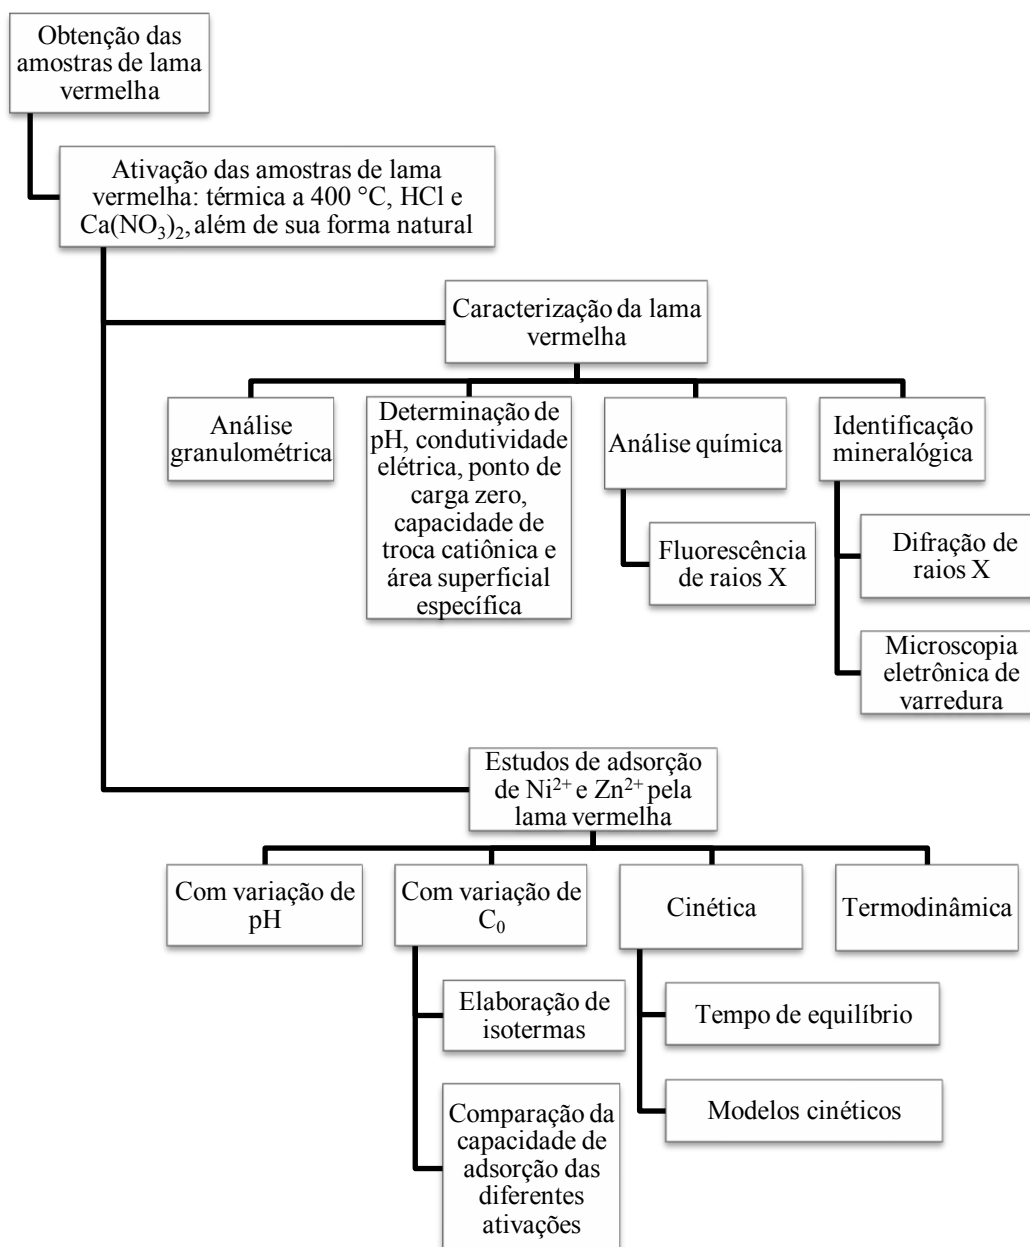 Obtenção das
amostras de lama
vermelha
Ativação das amostras de lama
vermelha: térmica a 400 °C, HCl e
Ca(NO₃)₂, além de sua forma natural
Caracterização da lama
vermelha
Análise
granulométrica
Determinação de
pH, condutividade
elétrica, ponto de
carga zero,
capacidade de
troca catiônica e
área superficial
específica
Análise química
Fluorescência
de raios X
Identificação
mineralógica
Difração de
raios X
Microscopia
eletrônica de
varredura
Estudos de adsorção
de Ni²⁺ e Zn²⁺ pela
lama vermelha
Com variação de
pH
Com variação de
C₀
Elaboração de
isotermas
Comparação da
capacidade de
adsorção das
diferentes
ativações
Cinética
Tempo de equilíbrio
Modelos cinéticos
Termodinâmica